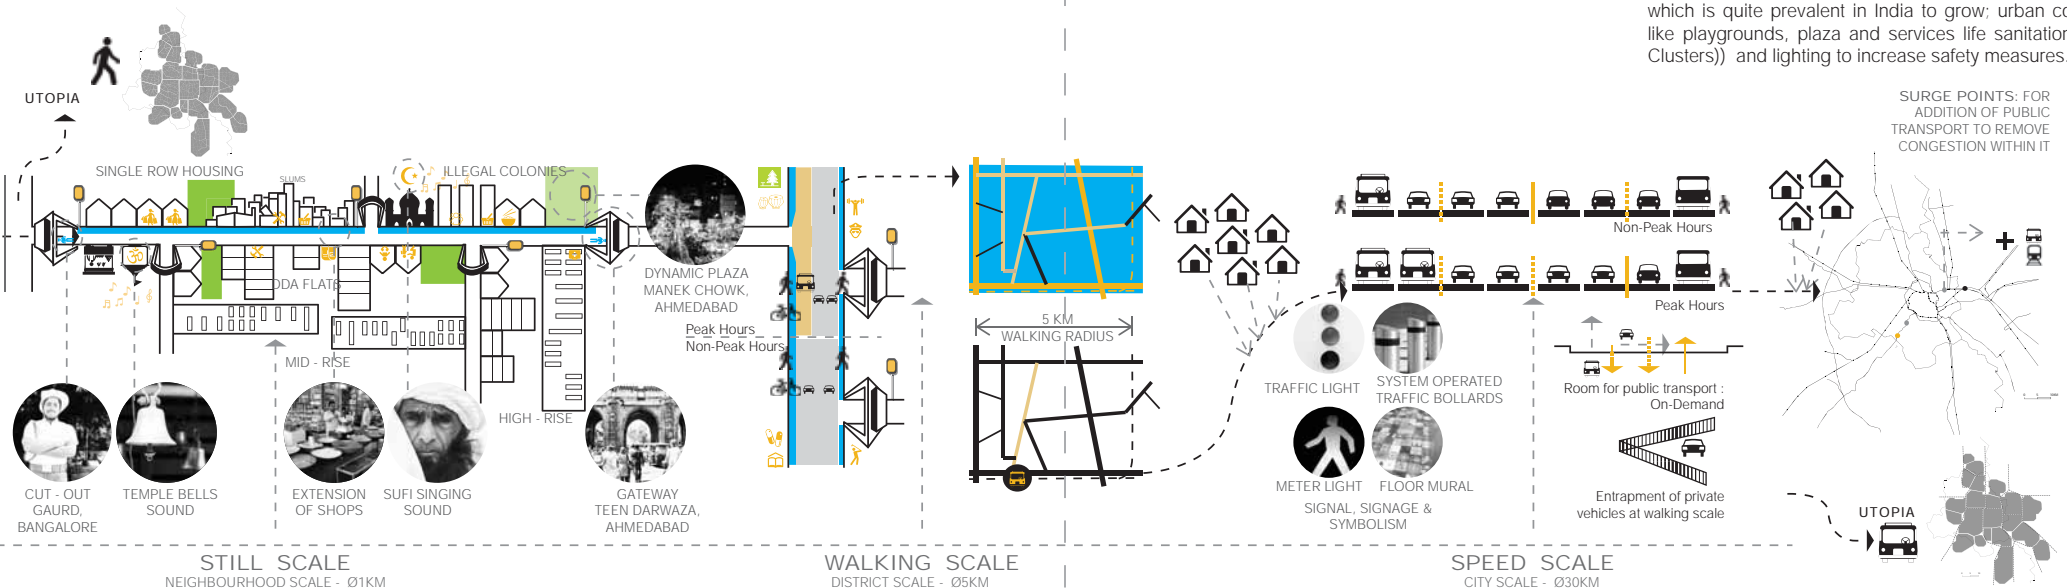 which is quite prevalent in India to grow; urban
like playgrounds, plaza and services life sanitation
Clusters)) and lighting to increase safety measures.
UTOPIA
SURGE POINTS: FOR
ADDITION OF PUBLIC
TRANSPORT TO REMOVE
CONGESTION WITHIN IT
SINGLE ROW HOUSING
SLUMS
ILLEGAL COLONIES
DDA FLATS
MID - RISE
HIGH - RISE
DYNAMIC PLAZA
MANEK CHOWK,
AHMEDABAD
Peak Hours
Non-Peak Hours
5 KM
WALKING RADIUS
Non-Peak Hours
Peak Hours
TRAFFIC LIGHT
SYSTEM OPERATED
TRAFFIC BOLLARDS
Room for public transport :
On-Demand
METER LIGHT
FLOOR MURAL
SIGNAL, SIGNAGE &
SYMBOLISM
Entrapment of private
vehicles at walking scale
CUT - OUT
GAURD,
BANGALORE
TEMPLE BELLS
SOUND
EXTENSION
OF SHOPS
SUFI SINGING
SOUND
GATEWAY
TEEN DARWAZA,
AHMEDABAD
UTOPIA
STILL SCALE
NEIGHBOURHOOD SCALE - Ø1KM
WALKING SCALE
DISTRICT SCALE - Ø5KM
SPEED SCALE
CITY SCALE - Ø30KM